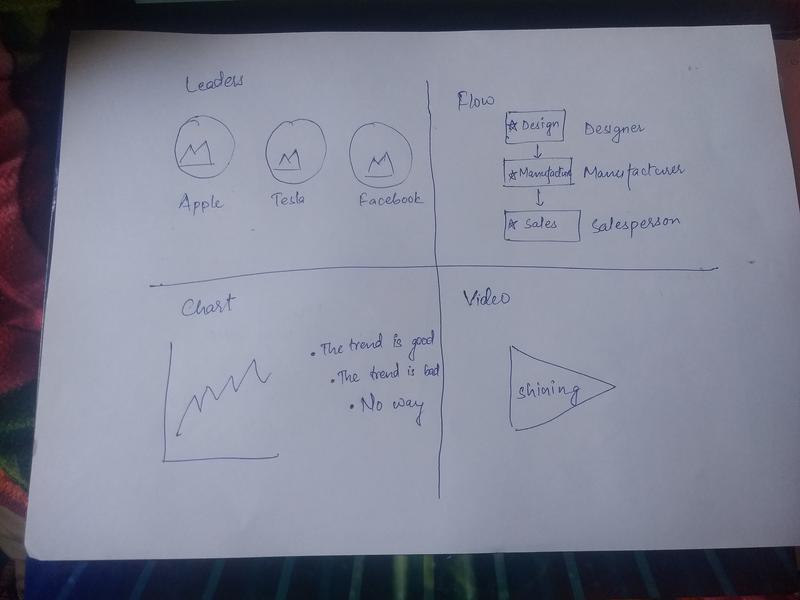 Leaders
Apple Tesla Facebook
Flow
Design Designer
Manufacture Manufacturer
Sales Salesperson
Chart
• The trend is good
• The trend is bad
• No way
Video
Shining